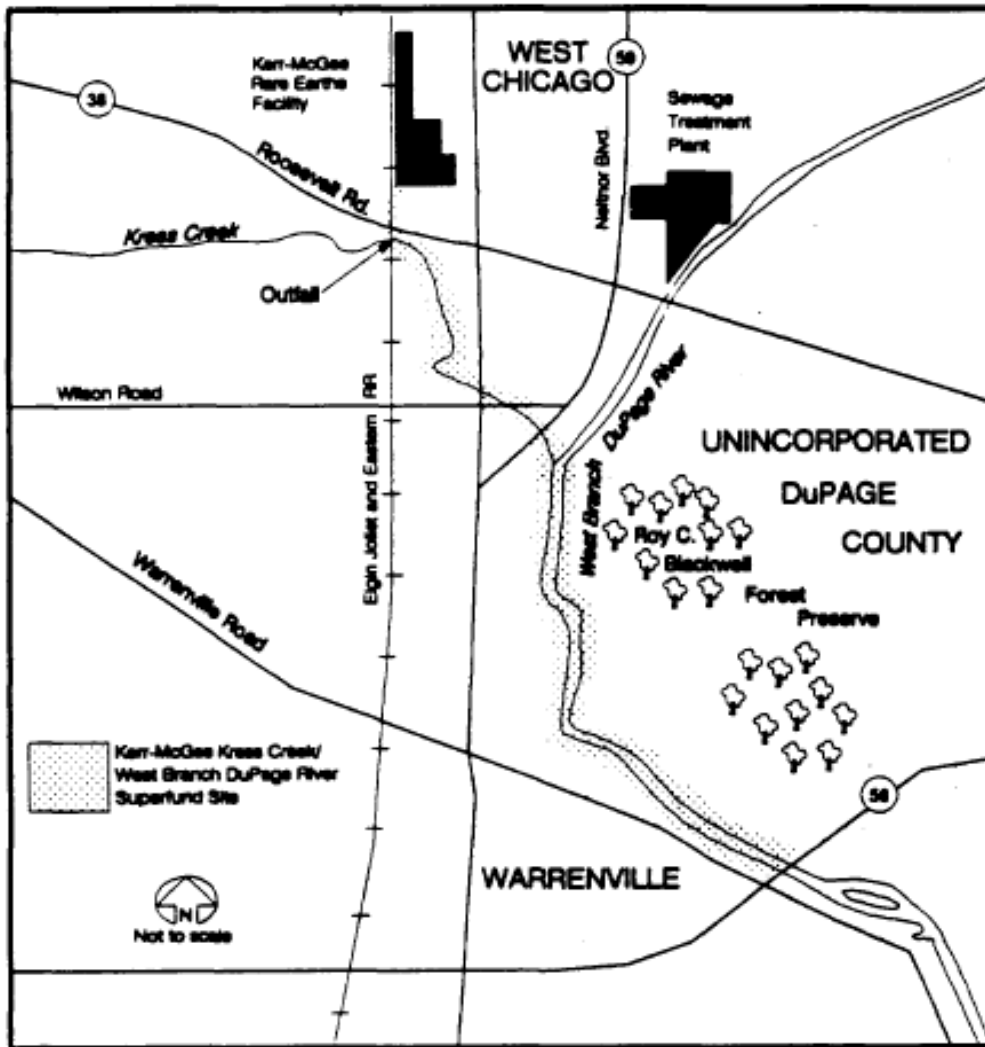 WEST
CHICAGO
56
Kerr-McGee
Rare Earths
Facility
38
Sewage
Treatment
Plant
Neltnor Blvd.
Roosevelt Rd.
Kress Creek
Outfall
Wilson Road
Elgin Joliet and Eastern RR
West Branch DuPage River
UNINCORPORATED
DuPAGE
COUNTY
Roy C.
Blackwell
Forest
Preserve
Warrenville Road
Kerr-McGee Kress Creek/
West Branch DuPage River
Superfund Site
56
WARRENVILLE
N
Not to scale